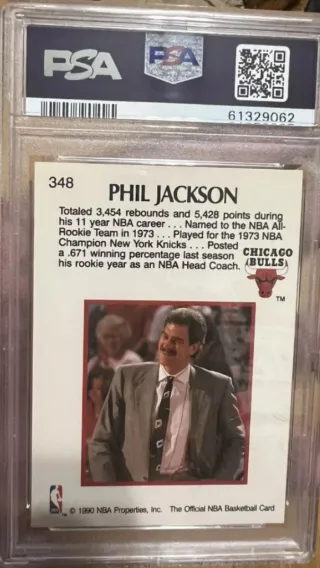 PSA
PSA
61329062
348
PHIL JACKSON
Totaled 3,454 rebounds and 5,428 points during
his 11 year NBA career . . . Named to the NBA All-
Rookie Team in 1973 . . . Played for the 1973 NBA
Champion New York Knicks . . . Posted
a .671 winning percentage last season
his rookie year as an NBA Head Coach.
CHICAGO
BULLS
TM
© 1990 NBA Properties, Inc. The Official NBA Basketball Card